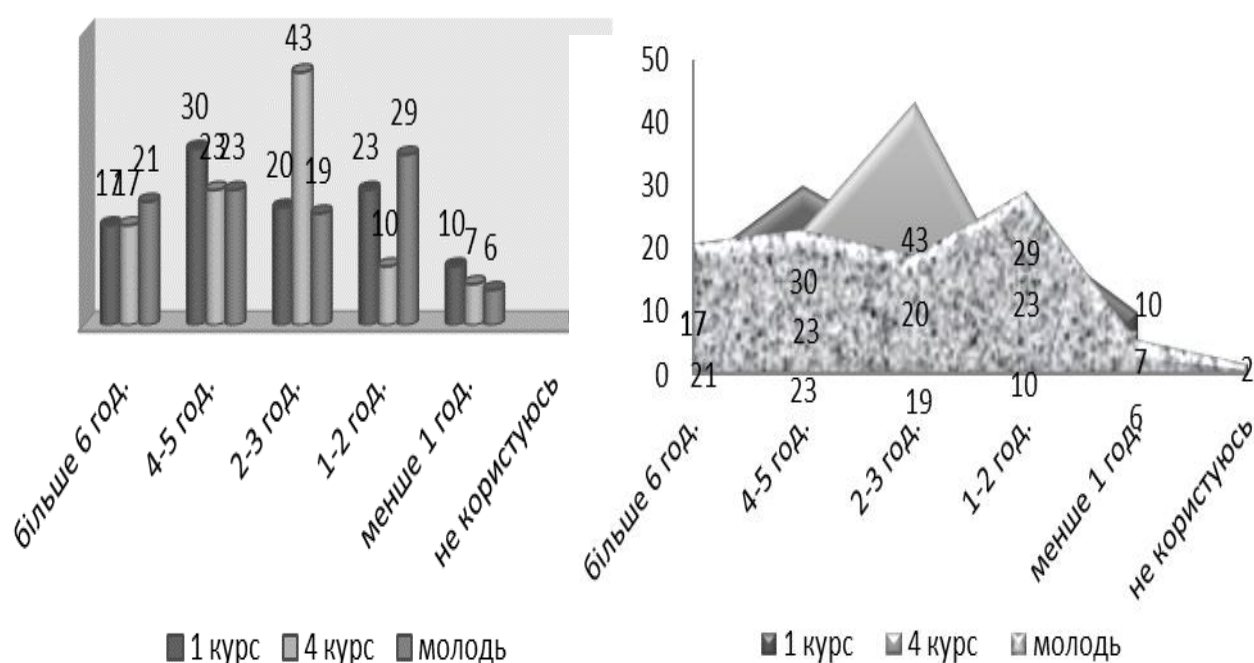 43
30
29
23
23
21
20
23
19
17
17
10
10
7
6
більше 6 год.
4-5 год.
2-3 год.
1-2 год.
менше 1 год.
не користуюсь
1 курс
4 курс
молодь
50
40
30
20
10
0
43
29
30
20
23
10
17
23
7
2
21
23
19
10
6
більше 6 год.
4-5 год.
2-3 год.
1-2 год.
менше 1 год.
не користуюсь
1 курс
4 курс
молодь